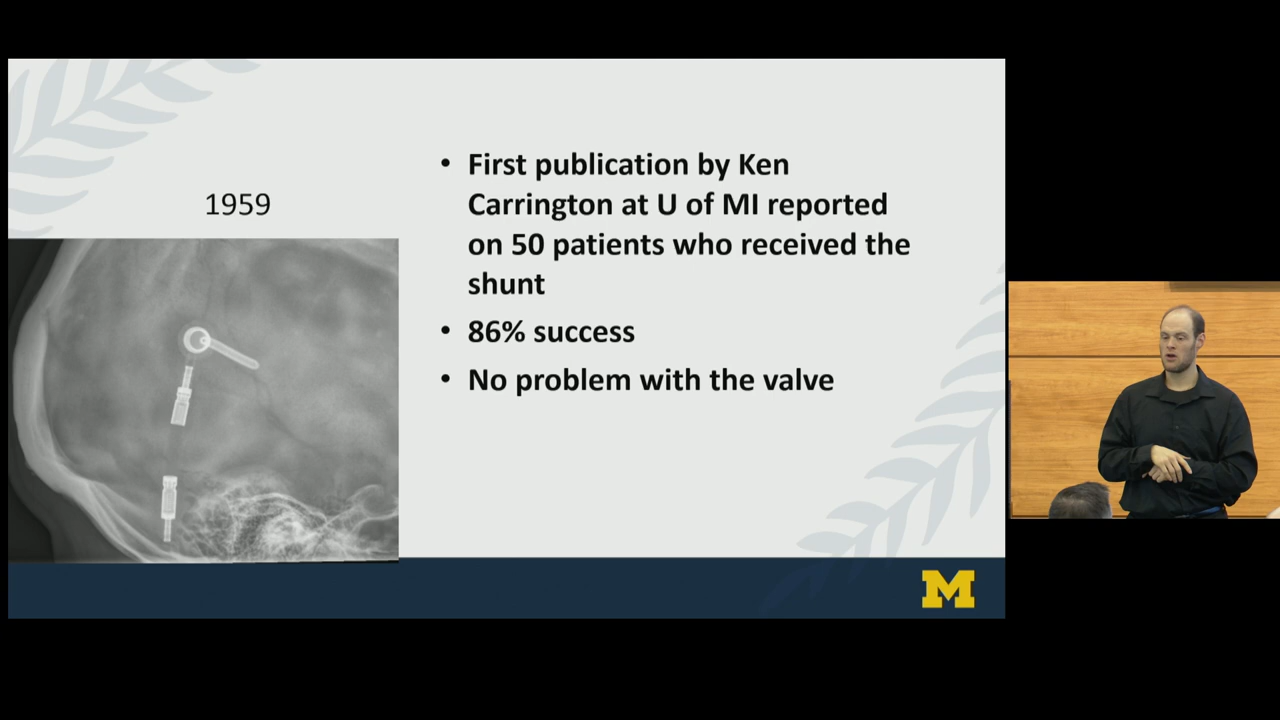 1959
• First publication by Ken
Carrington at U of MI reported
on 50 patients who received the
shunt
• 86% success
• No problem with the valve
M